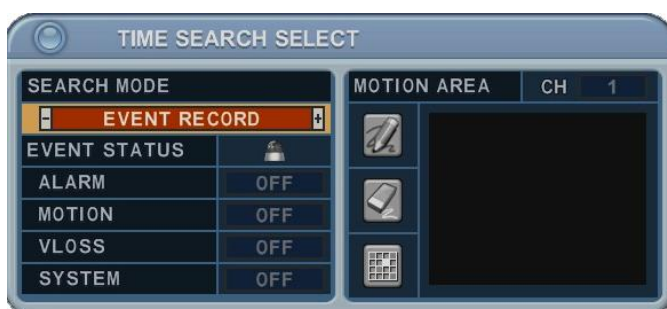 TIME SEARCH SELECT
SEARCH MODE
- EVENT RECORD +
EVENT STATUS
ALARM OFF
MOTION OFF
VLOSS OFF
SYSTEM OFF
MOTION AREA CH 1